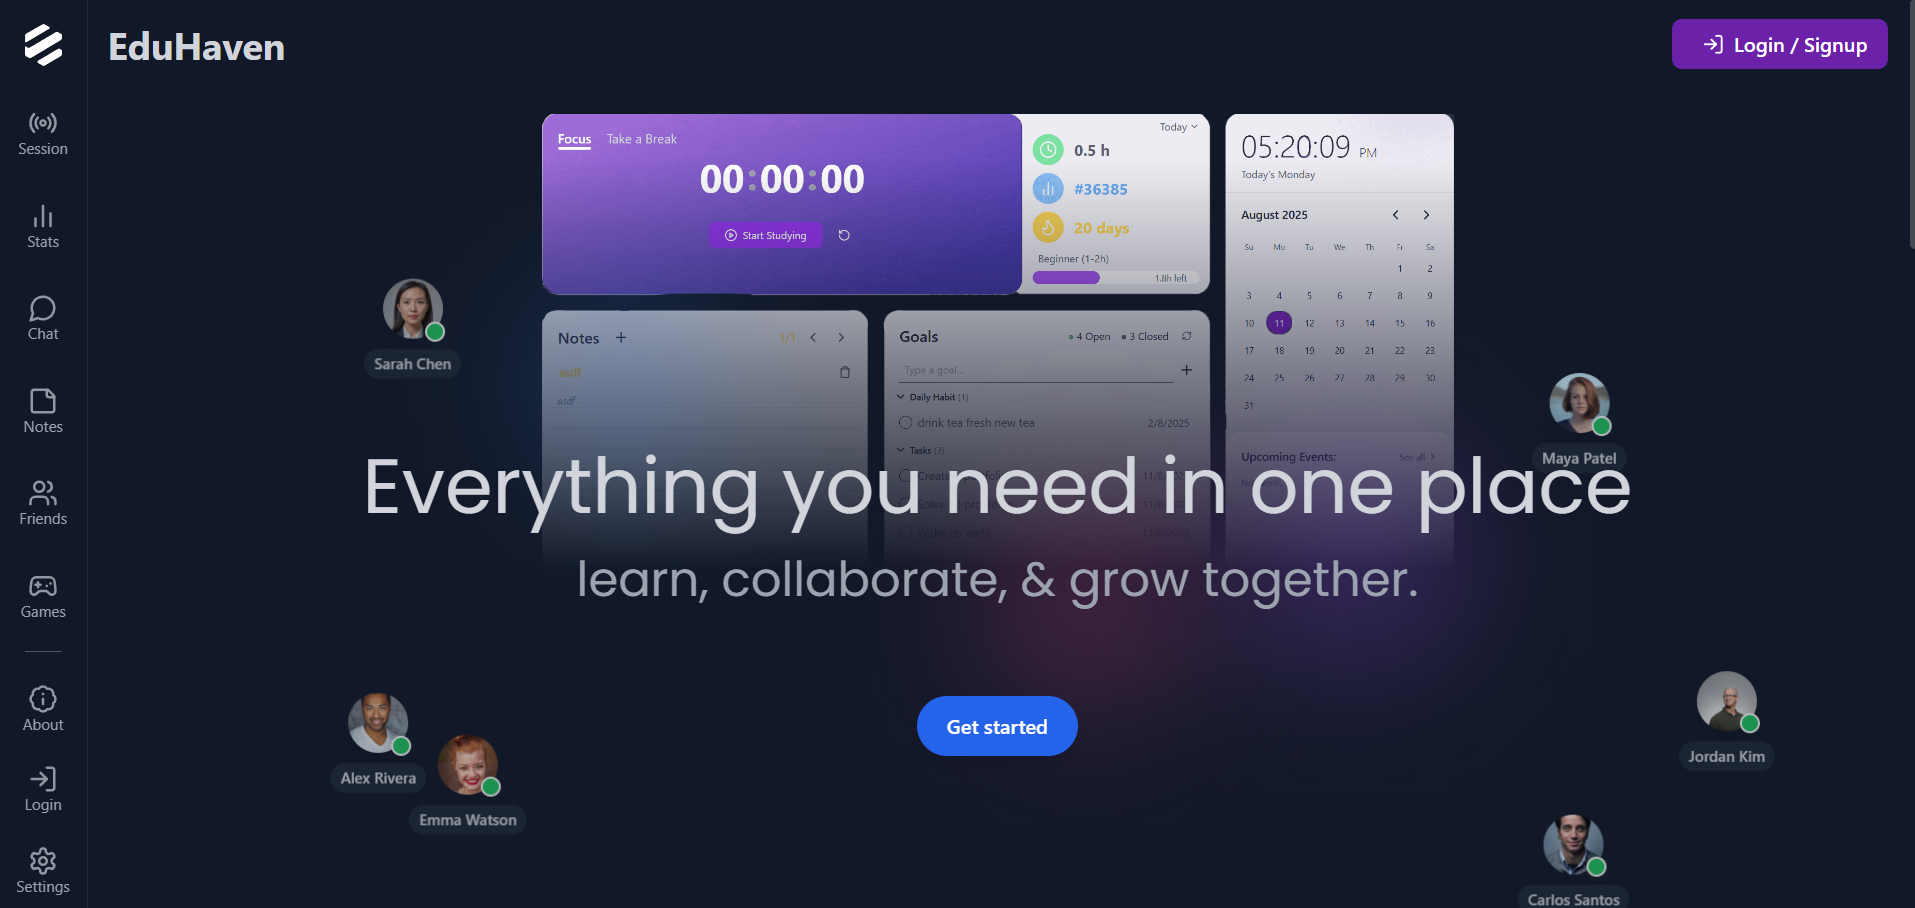 EduHaven
Login / Signup
Session
Stats
Chat
Notes
Friends
Games
About
Login
Settings
Focus Take a Break
00:00:00
Start Studying
Today
0.5 h
#36385
20 days
Beginner (1-2h)
1.8h left
05:20:09 PM
Today's Monday
August 2025
Su Mo Tu We Th Fr Sa
1 2
3 4 5 6 7 8 9
10 11 12 13 14 15 16
17 18 19 20 21 22 23
24 25 26 27 28 29 30
31
Upcoming Events:
See all
Notes + 1/1
asdf
asdf
Goals
4 Open 3 Closed
Type a goal...
Daily Habit (1)
drink tea fresh new tea 2/8/2025
Tasks (3)
Wake up early 11/8/2025
Everything you need in one place
learn, collaborate, & grow together.
Get started
Sarah Chen
Maya Patel
Alex Rivera
Emma Watson
Jordan Kim
Carlos Santos